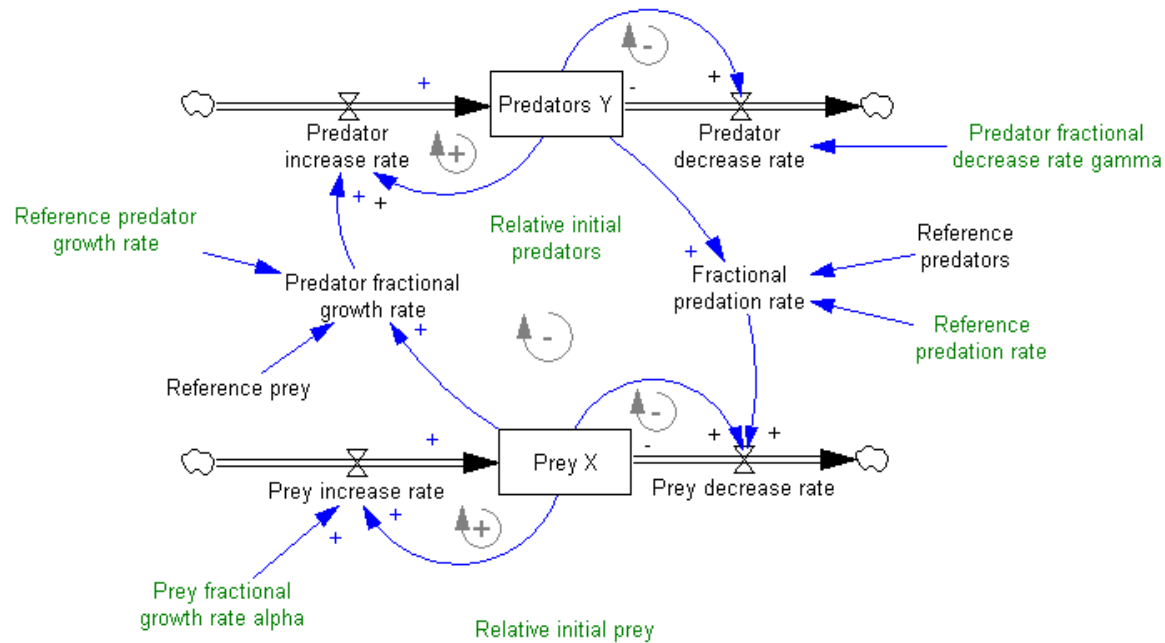 -
+
+
Predators Y
-
Predator
increase rate
+
Predator
decrease rate
Predator fractional
decrease rate gamma
+
+
Reference predator
growth rate
Relative initial
predators
+
Reference
predators
Predator fractional
growth rate
Fractional
predation rate
+
-
Reference
predation rate
Reference prey
-
+
-
+
+
Prey X
Prey increase rate
Prey decrease rate
+
+
+
Prey fractional
growth rate alpha
Relative initial prey